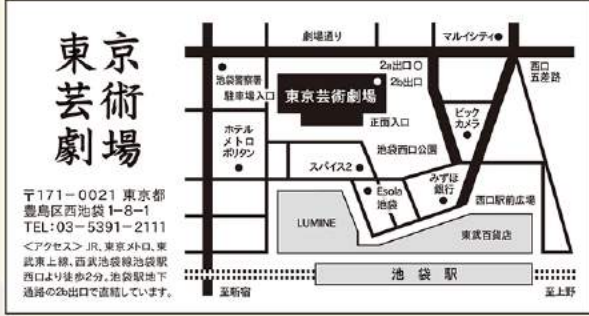 東京
芸術
劇場
〒171-0021 東京都
豊島区西池袋1-8-1
TEL:03-5391-2111
<アクセス> JR、東京メトロ、東
武東上線、西武池袋線池袋駅
西口より徒歩2分。池袋駅地下
通路の2b出口で直結しています。
劇場通り
マルイシティ
2a出口
2b出口
西口
五差路
池袋警察署
駐車場入口
東京芸術劇場
正面入口
ビック
カメラ
ホテル
メトロ
ポリタン
池袋西口公園
スパイス2
Esola
池袋
みずほ
銀行
西口駅前広場
LUMINE
東武百貨店
池袋駅
至新宿
至上野